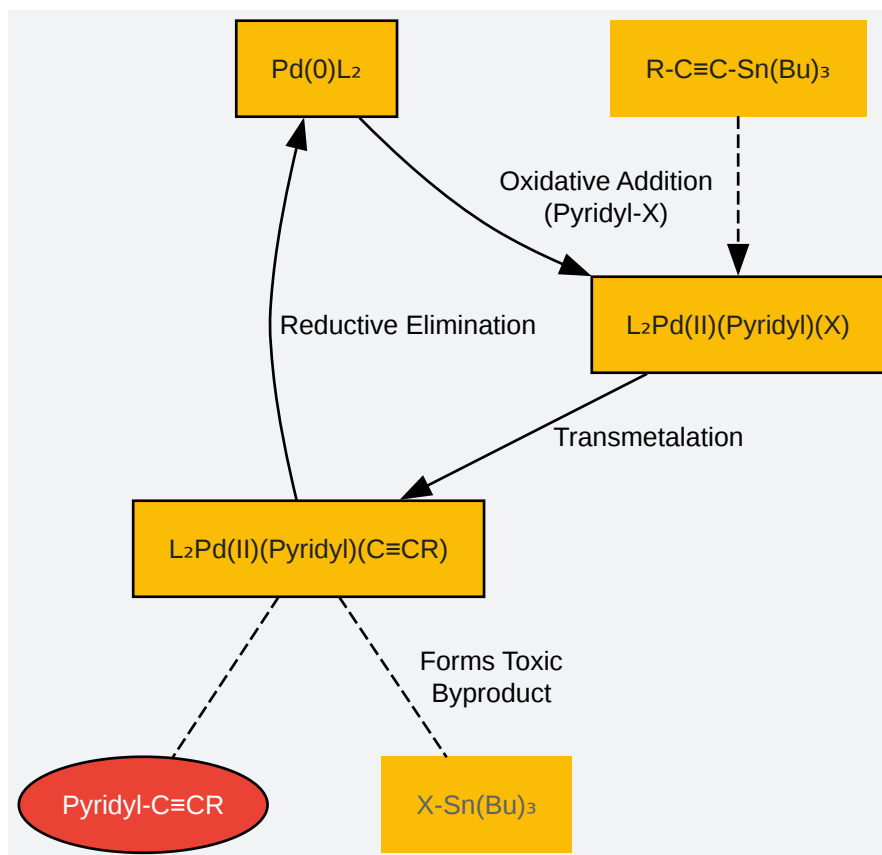 Pd(0)L₂
R-C≡C-Sn(Bu)₃
Oxidative Addition
(Pyridyl-X)
L₂Pd(II)(Pyridyl)(X)
Reductive Elimination
Transmetalation
L₂Pd(II)(Pyridyl)(C≡CR)
Forms Toxic
Byproduct
Pyridyl-C≡CR
X-Sn(Bu)₃